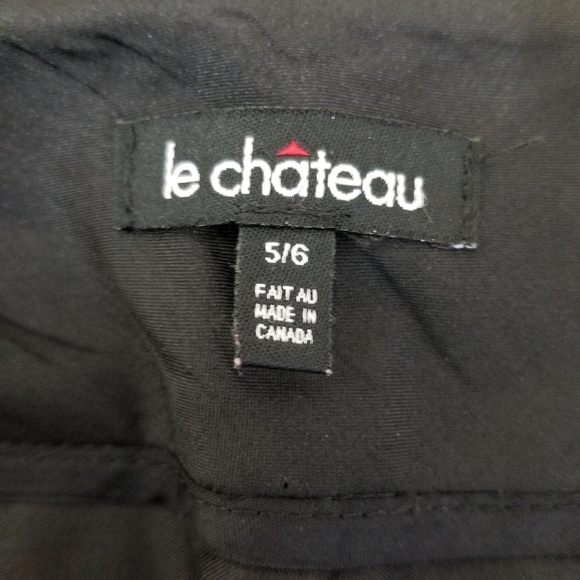 le château
5/6
FAIT AU
MADE IN
CANADA